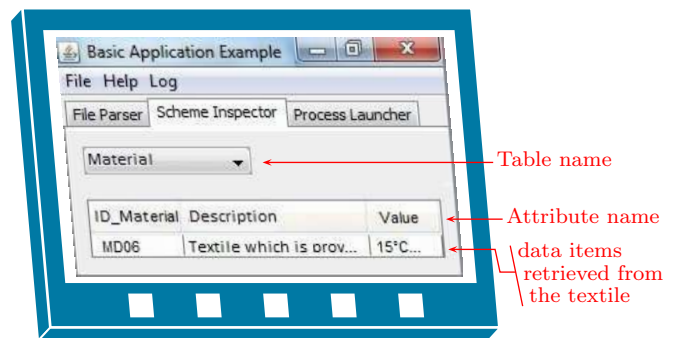 Basic Application Example
File Help Log
File Parser Scheme Inspector Process Launcher
Material
Table name
ID_Material Description Value
Attribute name
MD06 Textile which is prov... 15°C...
data items
retrieved from
the textile